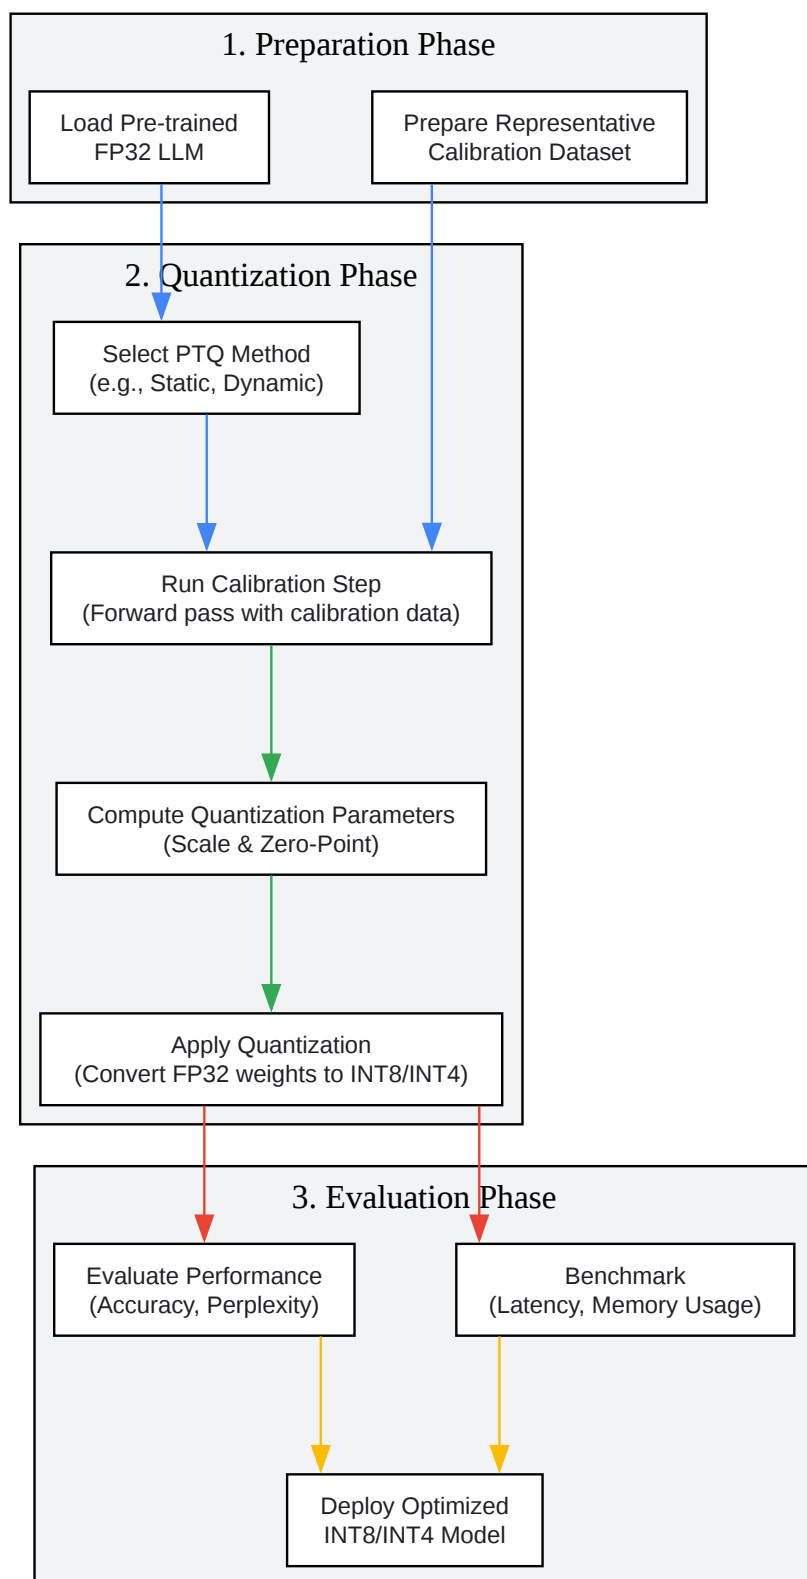 1. Preparation Phase
Load Pre-trained
FP32 LLM
Prepare Representative
Calibration Dataset
2. Quantization Phase
Select PTQ Method
(e.g., Static, Dynamic)
Run Calibration Step
(Forward pass with calibration data)
Compute Quantization Parameters
(Scale & Zero-Point)
Apply Quantization
(Convert FP32 weights to INT8/INT4)
3. Evaluation Phase
Evaluate Performance
(Accuracy, Perplexity)
Benchmark
(Latency, Memory Usage)
Deploy Optimized
INT8/INT4 Model